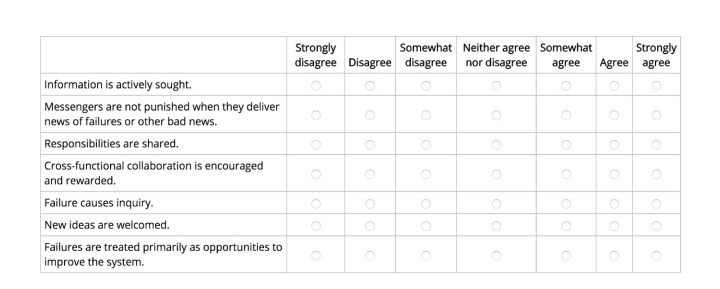 Strongly disagree Disagree Somewhat disagree Neither agree nor disagree Somewhat agree Agree Strongly agree
Information is actively sought.
Messengers are not punished when they deliver
news of failures or other bad news.
Responsibilities are shared.
Cross-functional collaboration is encouraged
and rewarded.
Failure causes inquiry.
New ideas are welcomed.
Failures are treated primarily as opportunities to
improve the system.